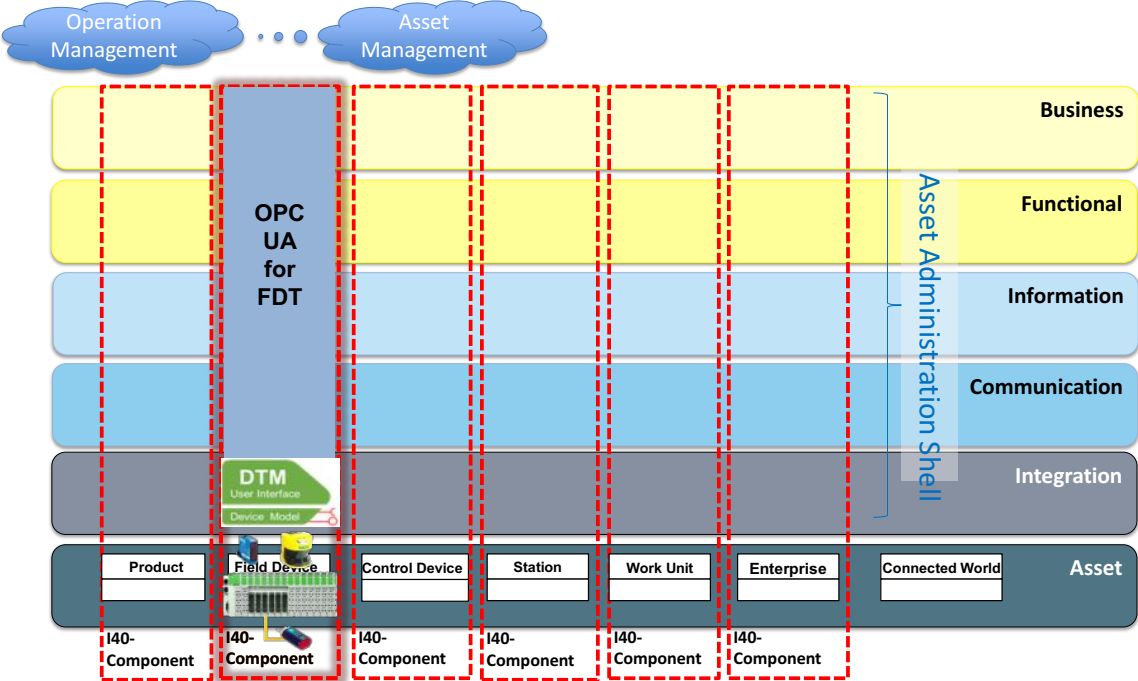 Operation
Management
Asset
Management
Business
Functional
Information
Communication
Integration
Asset
Asset Administration Shell
OPC
UA
for
FDT
DTM
User Interface
Device Model
Product
Field Device
Control Device
Station
Work Unit
Enterprise
Connected World
I40-
Component
I40-
Component
I40-
Component
I40-
Component
I40-
Component
I40-
Component